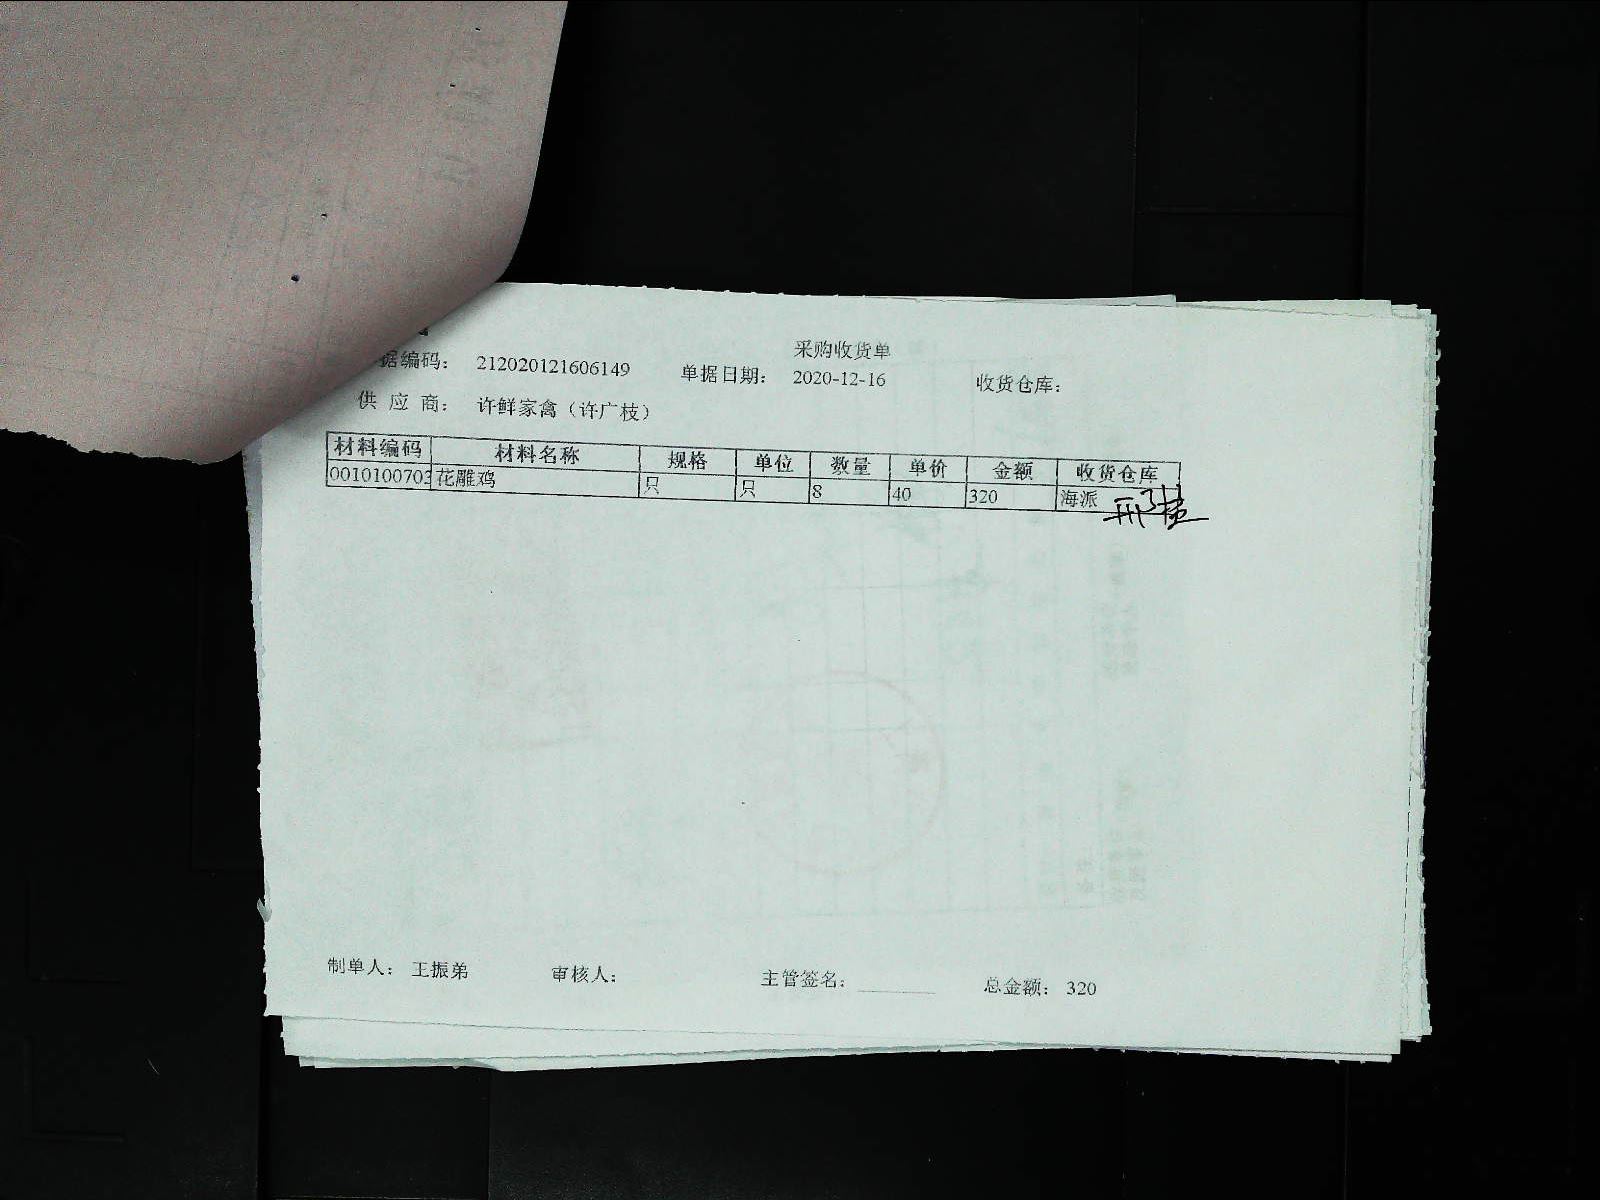 采购收货单
据编码： 212020121606149 单据日期： 2020-12-16 收货仓库：
供 应 商： 许鲜家禽（许广枝）
材料编码 材料名称 规格 单位 数量 单价 金额 收货仓库
0010100703 花雕鸡 只 只 8 40 320 海派
制单人： 王振弟 审核人： 主管签名： 总金额： 320